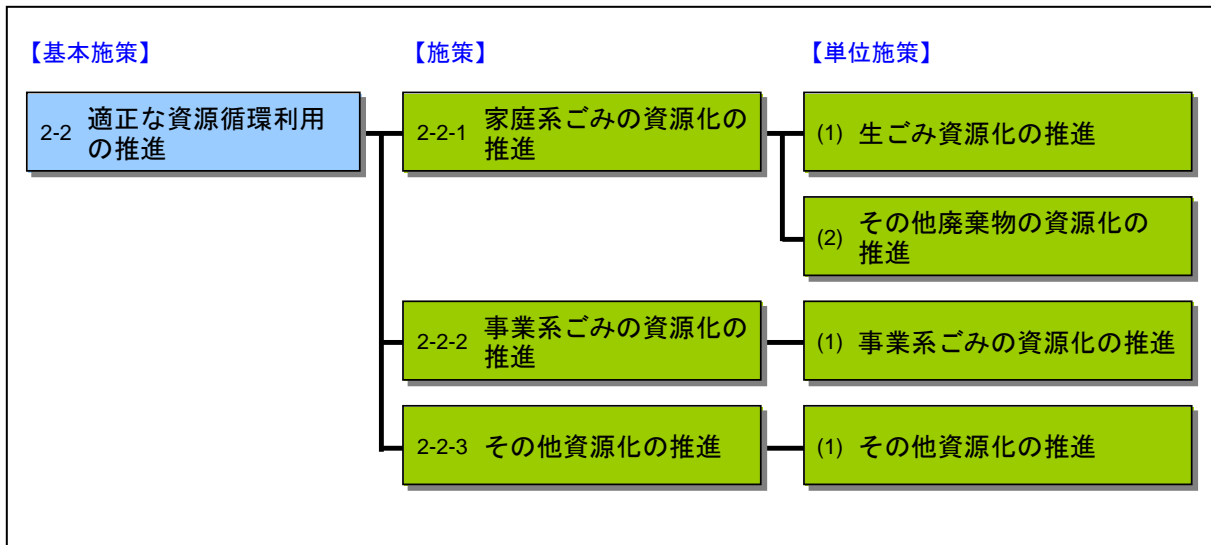 【基本施策】 【施策】 【単位施策】
2-2 適正な資源循環利用
の推進
2-2-1 家庭系ごみの資源化の
推進
(1) 生ごみ資源化の推進
(2) その他廃棄物の資源化の
推進
2-2-2 事業系ごみの資源化の
推進
(1) 事業系ごみの資源化の推進
2-2-3 その他資源化の推進
(1) その他資源化の推進